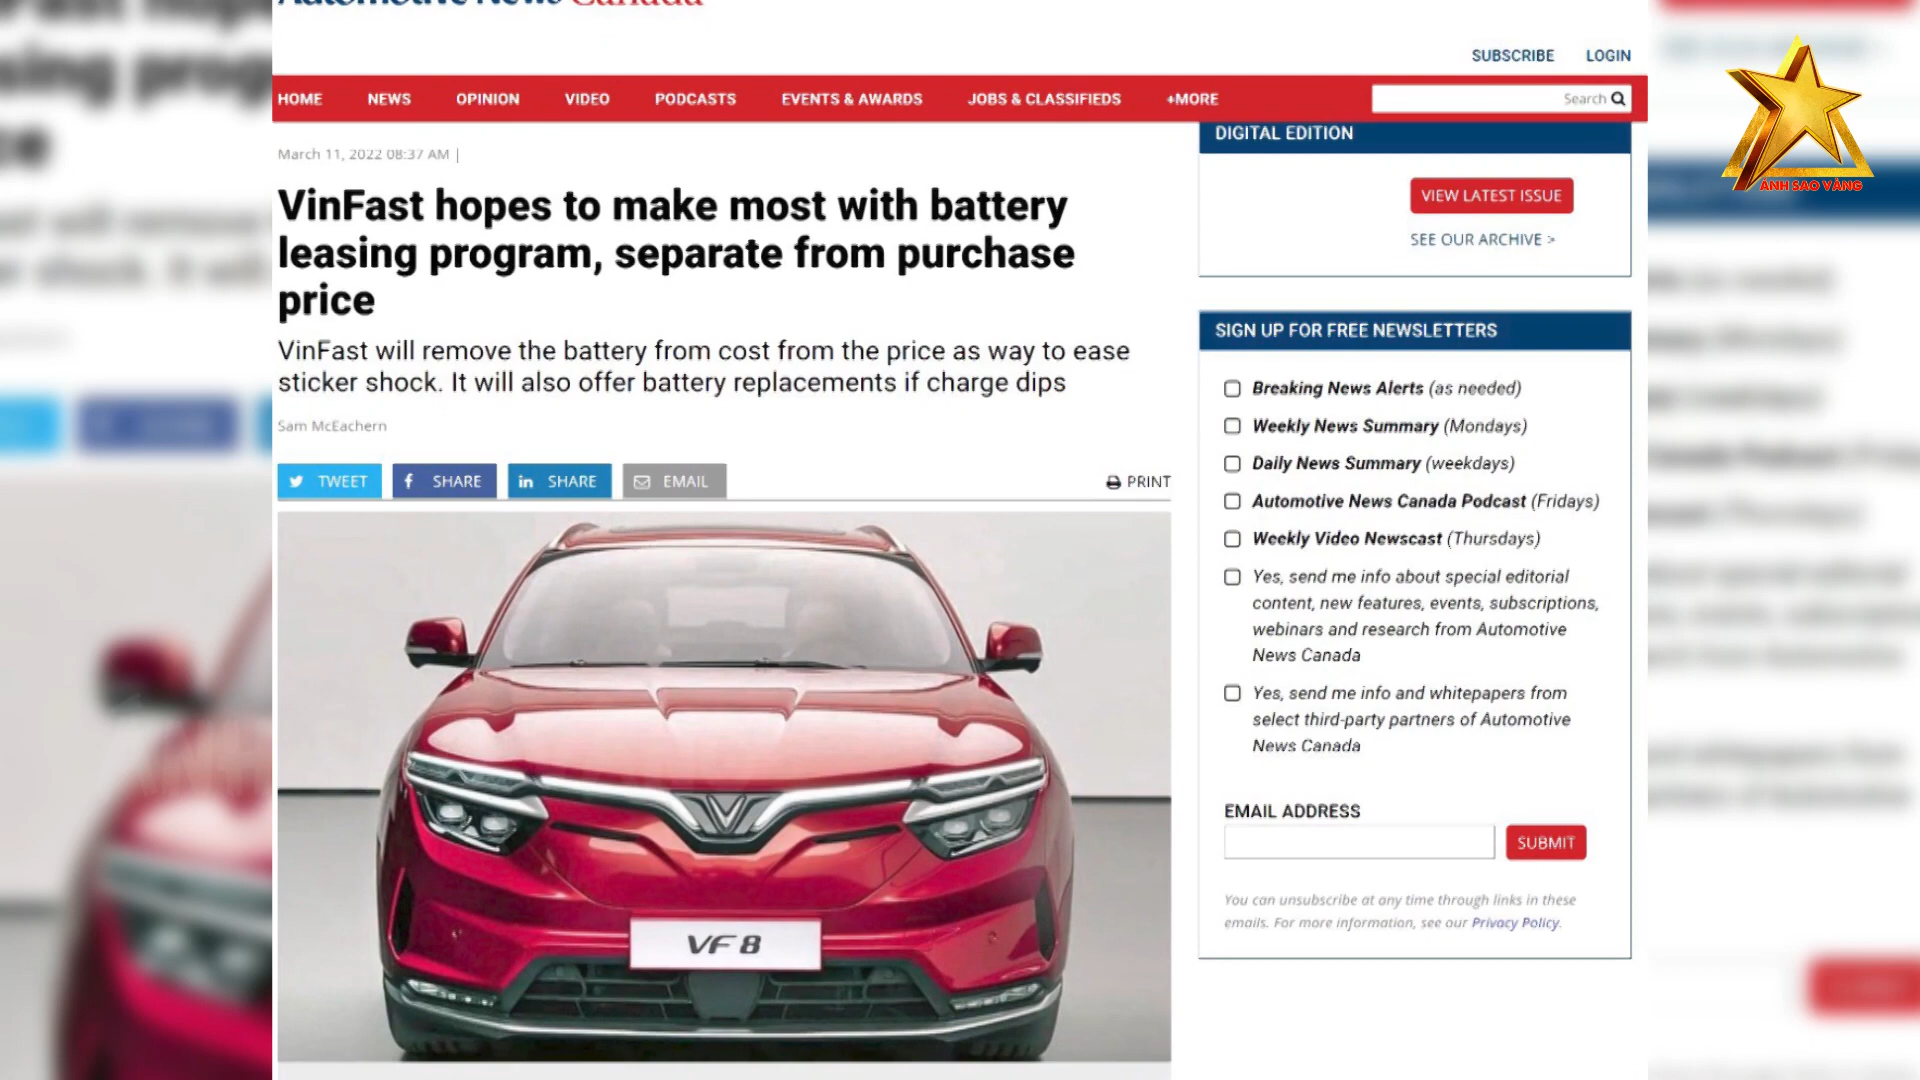 Automotive News Canada
SUBSCRIBE LOGIN
HOME NEWS OPINION VIDEO PODCASTS EVENTS & AWARDS JOBS & CLASSIFIEDS +MORE Search
ÁNH SAO VÀNG
March 11, 2022 08:37 AM |
VinFast hopes to make most with battery
leasing program, separate from purchase
price
VinFast will remove the battery from cost from the price as way to ease
sticker shock. It will also offer battery replacements if charge dips
Sam McEachern
TWEET SHARE SHARE EMAIL PRINT
VF 8
DIGITAL EDITION
VIEW LATEST ISSUE
SEE OUR ARCHIVE >
SIGN UP FOR FREE NEWSLETTERS
Breaking News Alerts (as needed)
Weekly News Summary (Mondays)
Daily News Summary (weekdays)
Automotive News Canada Podcast (Fridays)
Weekly Video Newscast (Thursdays)
Yes, send me info about special editorial
content, new features, events, subscriptions,
webinars and research from Automotive
News Canada
Yes, send me info and whitepapers from
select third-party partners of Automotive
News Canada
EMAIL ADDRESS
SUBMIT
You can unsubscribe at any time through links in these
emails. For more information, see our Privacy Policy.